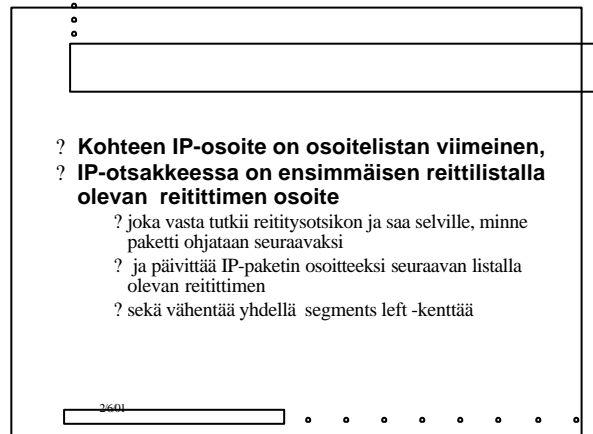 ? Kohteen IP-osoite on osoitelistan viimeinen,
? IP-otsakkeessa on ensimmäisen reittilistalla
olevan reitittimen osoite
? joka vasta tutkii reititysotsikon ja saa selville, minne
paketti ohjataan seuraavaksi
? ja päivittää IP-paketin osoitteeksi seuraavan listalla
olevan reitittimen
? sekä vähentää yhdellä segments left -kenttää
2/6/01